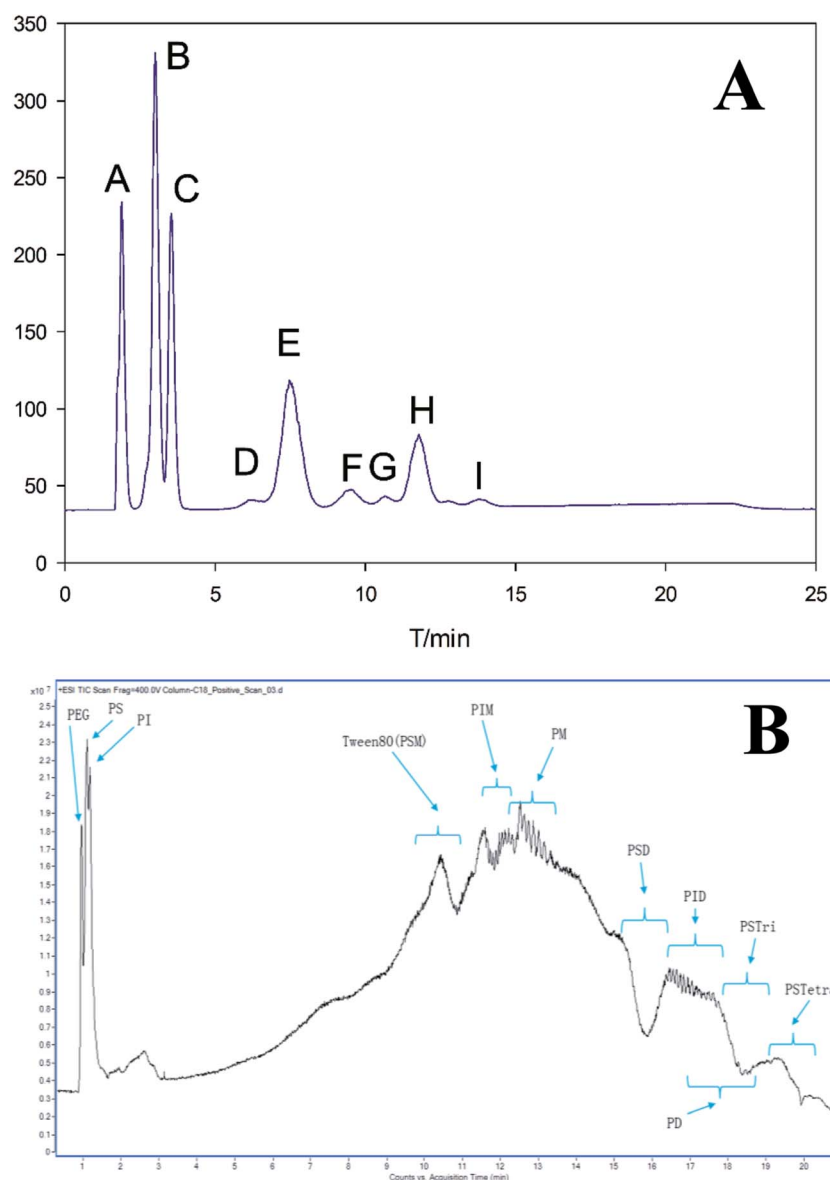 350
300
250
200
150
100
50
0
A
B
C
D
E
F
G
H
I
A
0 5 10 15 20 25
T/min
x10 7
+ESI TIC Scan Frag=400.0V Column-C18_Positive_Scan_03.d
2.5
2.4
2.3
2.2
2.1
2
1.9
1.8
1.7
1.6
1.5
1.4
1.3
1.2
1.1
1
0.9
0.8
0.7
0.6
0.5
0.4
0.3
0.2
0.1
0
PEG
PS
PI
Tween80(PSM)
PIM
PM
PSD
PID
PSTri
PSTetra
PD
B
1 2 3 4 5 6 7 8 9 10 11 12 13 14 15 16 17 18 19 20
Counts vs. Acquisition Time (min)